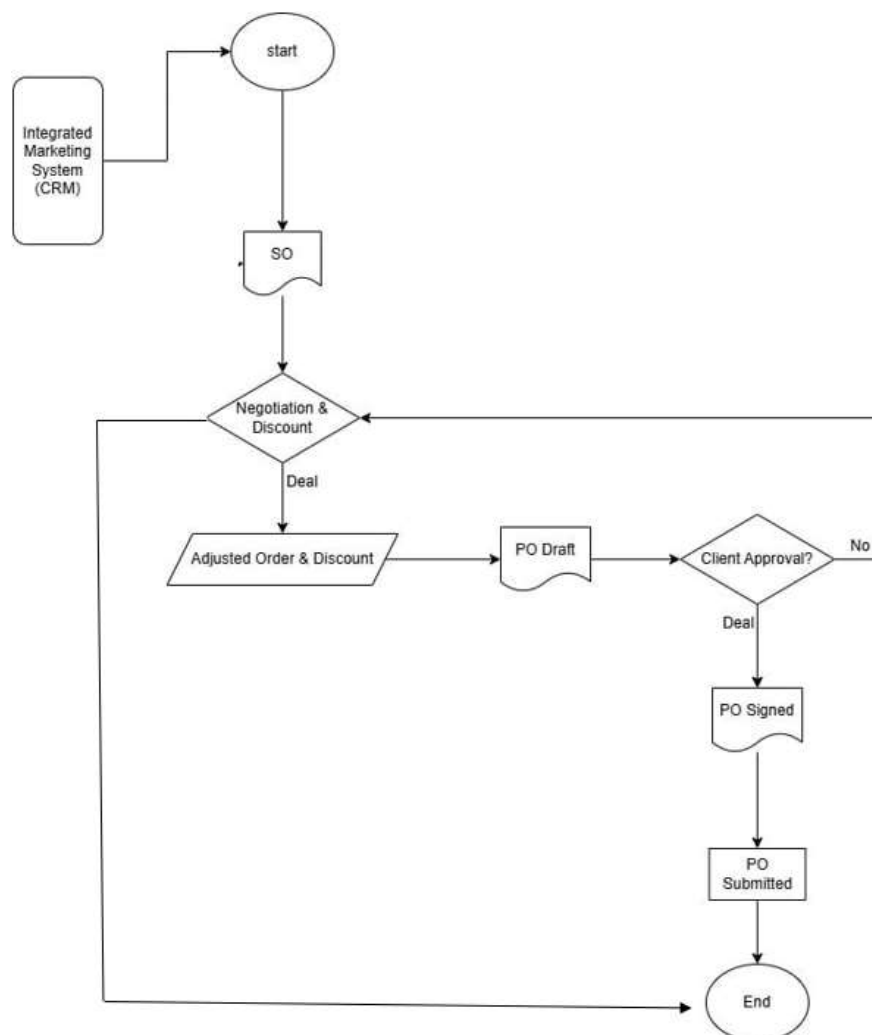 start
Integrated
Marketing
System
(CRM)
SO
Negotiation &
Discount
Deal
Adjusted Order & Discount
PO Draft
Client Approval?
No
Deal
PO Signed
PO
Submitted
End